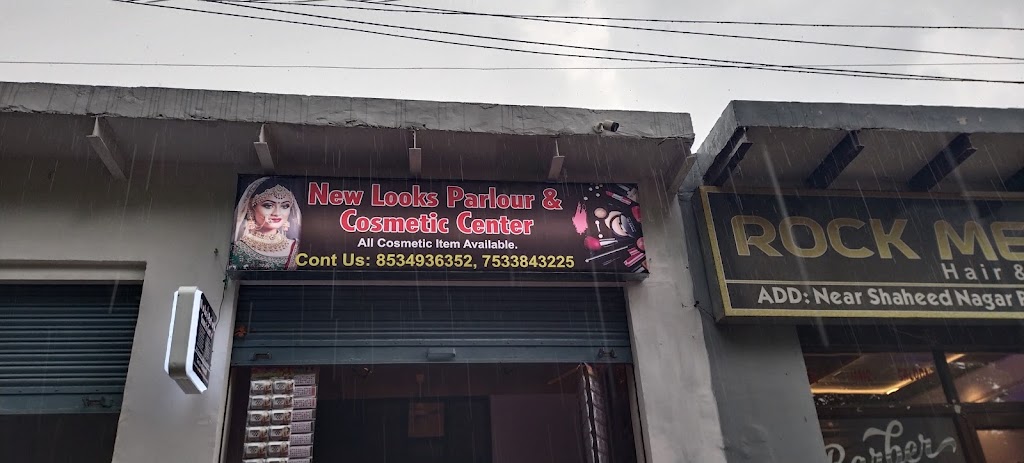 New Looks Parlour &
Cosmetic Center
All Cosmetic Item Available.
Cont Us: 8534936352, 7533843225
ROCK ME
Hair &
ADD: Near Shaheed Nagar
Barber